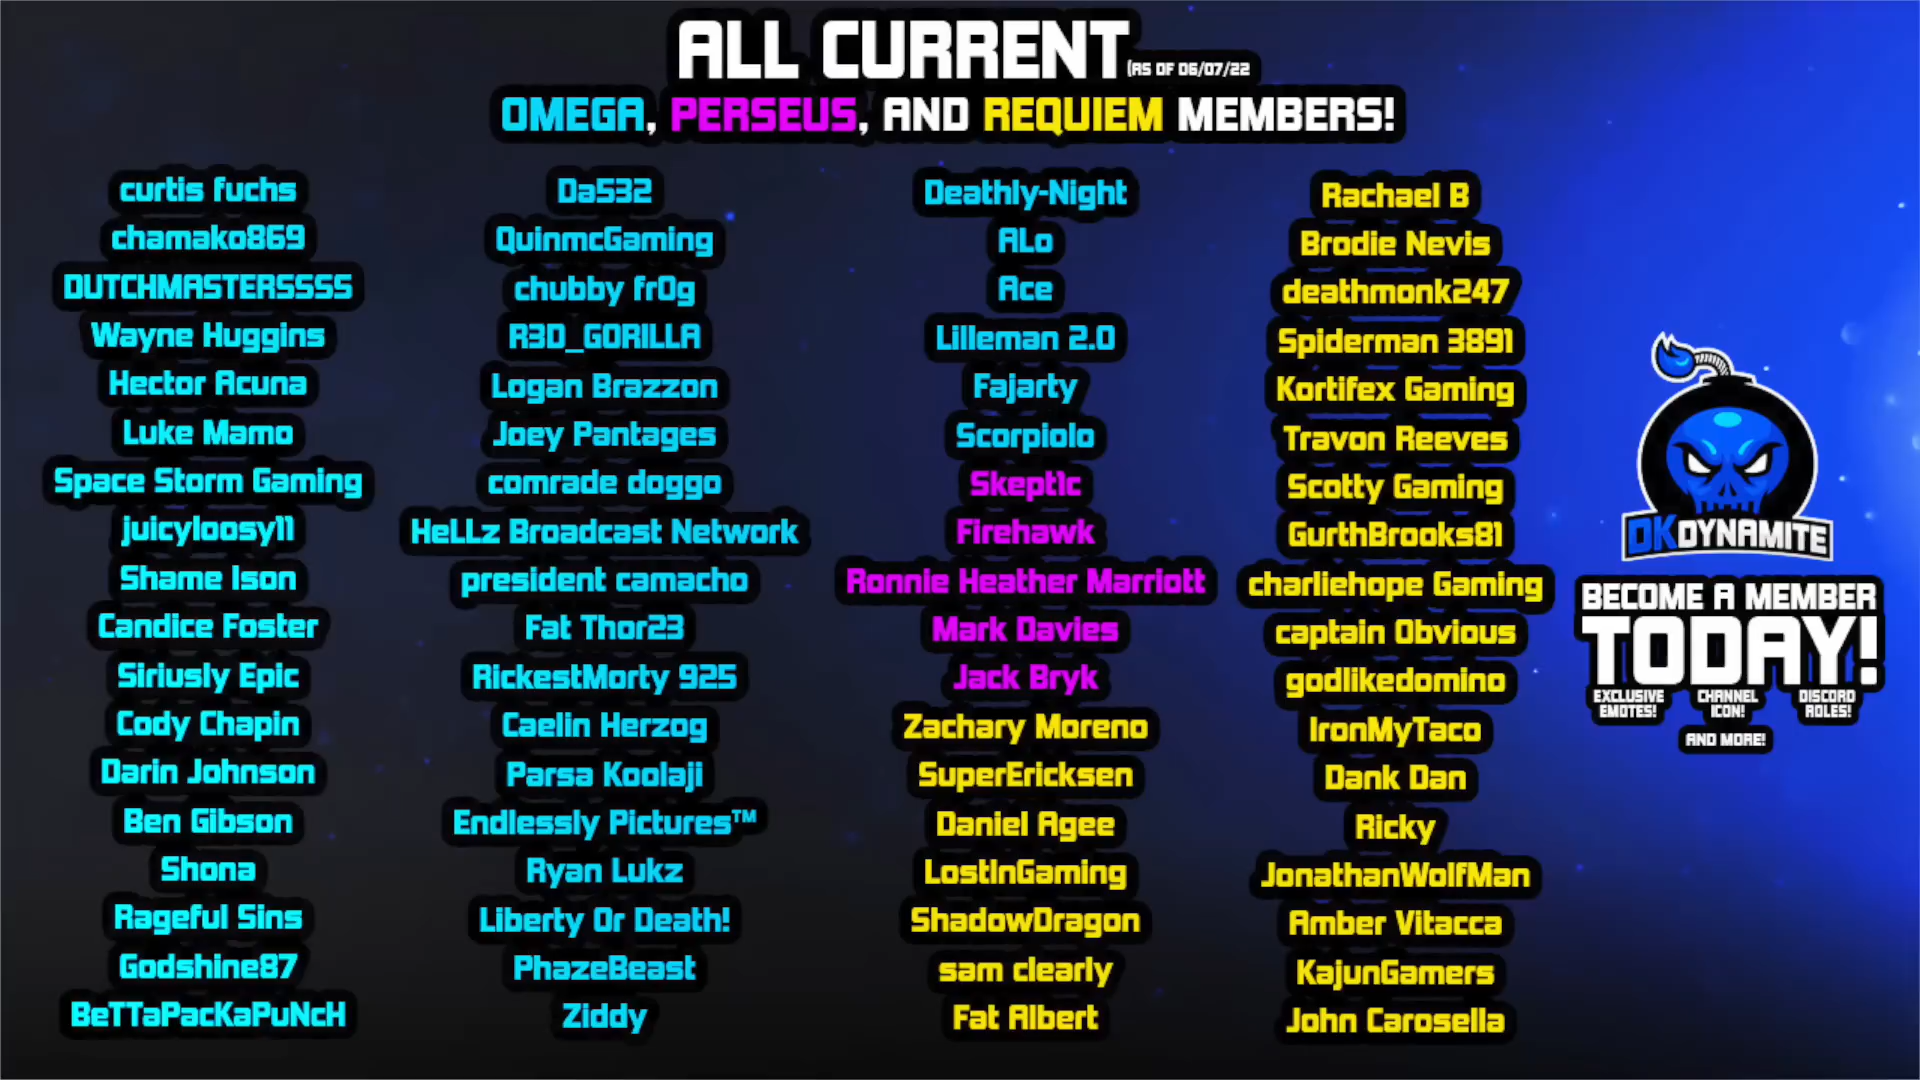 ALL CURRENT (AS OF 06/07/22
OMEGA, PERSEUS, AND REQUIEM MEMBERS!
curtis fuchs
chamako869
DUTCHMASTERSSSS
Wayne Huggins
Hector Acuna
Luke Mamo
Space Storm Gaming
juicyloosy11
Shame Ison
Candice Foster
Siriusly Epic
Cody Chapin
Darin Johnson
Ben Gibson
Shona
Rageful Sins
Godshine87
BeTTaPacKaPuNcH
Da532
QuinmcGaming
chubby fr0g
R3D_GORILLA
Logan Brazzon
Joey Pantages
comrade doggo
HeLLz Broadcast Network
president camacho
Fat Thor23
RickestMorty 925
Caelin Herzog
Parsa Koolaji
Endlessly Pictures™
Ryan Lukz
Liberty Or Death!
PhazeBeast
Ziddy
Deathly-Night
ALo
Ace
Lilleman 2.0
Fajarty
Scorpiolo
Skept1c
Firehawk
Ronnie Heather Marriott
Mark Davies
Jack Bryk
Zachary Moreno
SuperEricksen
Daniel Agee
LostInGaming
ShadowDragon
sam clearly
Fat Albert
Rachael B
Brodie Nevis
deathmonk247
Spiderman 3891
Kortifex Gaming
Travon Reeves
Scotty Gaming
GurthBrooks81
charliehope Gaming
captain Obvious
godlikedomino
IronMyTaco
Dank Dan
Ricky
JonathanWolfMan
Amber Vitacca
KajunGamers
John Carosella
DKDYNAMITE
BECOME A MEMBER
TODAY!
EXCLUSIVE EMOTES!
CHANNEL ICON!
DISCORD ROLES!
AND MORE!